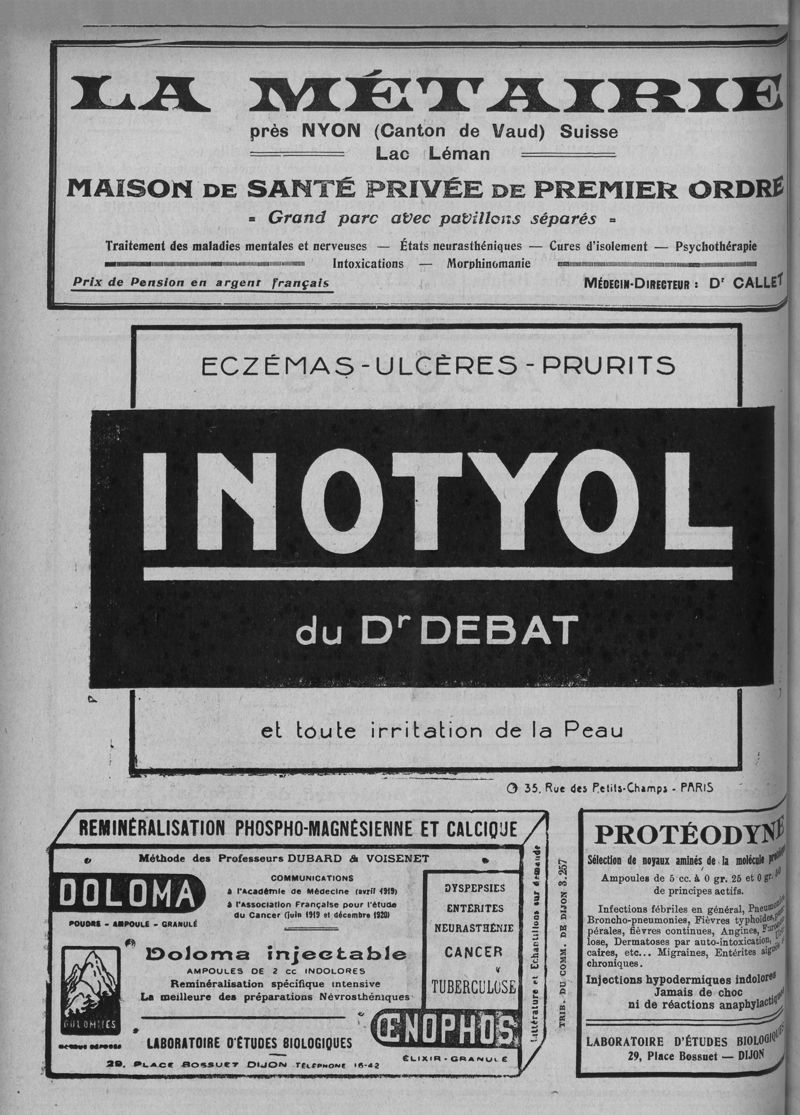 LA MÉTAIRIE
près NYON (Canton de Vaud) Suisse
Lac Léman
MAISON DE SANTÉ PRIVÉE DE PREMIER ORDRE
Grand parc avec pavillons séparés
Traitement des maladies mentales et nerveuses — États neurasthéniques — Cures d'isolement — Psychothérapie
Intoxications — Morphinomanie
Prix de Pension en argent français
MÉDECIN-DIRECTEUR : Dr CALLET
ECZÉMAS - ULCÈRES - PRURITS
INOTYOL
du Dr DEBAT
et toute irritation de la Peau
35. Rue des Petits-Champs - PARIS
REMINÉRALISATION PHOSPHO-MAGNÉSIENNE ET CALCIQUE
Méthode des Professeurs DUBARD & VOISENET
DOLOMA
POUDRE - AMPOULE - GRANULÉ
COMMUNICATIONS
à l'Académie de Médecine (avril 1919)
à l'Association Française pour l'étude
du Cancer (juin 1919 et décembre 1920)
DYSPEPSIES
ENTERITES
NEURASTHÉNIE
CANCER
TUBERCULOSE
Doloma injectable
AMPOULES DE 2 cc INDOLORES
Reminéralisation spécifique intensive
La meilleure des préparations Névrosthéniques
DOLOMITES
ŒNOPHOS
ÉLIXIR - GRANULÉ
LABORATOIRE D'ÉTUDES BIOLOGIQUES
29, PLACE BOSSUET DIJON TÉLÉPHONE 16-42
Littérature et Echantillons sur demande
TRIB. DU COMM. DE DIJON 3.257
PROTÉODYNE
Sélection de noyaux aminés de la molécule
Ampoules de 5 cc. à 0 gr. 25 et 0 gr.
de principes actifs.
Infections fébriles en général,
Broncho-pneumonies, Fièvres typhoïdes,
pérales, fièvres continues, Angines,
lose, Dermatoses par auto-intoxication,
caires, etc... Migraines, Entérites
chroniques.
Injections hypodermiques indolores
Jamais de choc
ni de réactions anaphylactiques
LABORATOIRE D'ÉTUDES BIOLOGIQUES
29, Place Bossuet — DIJON